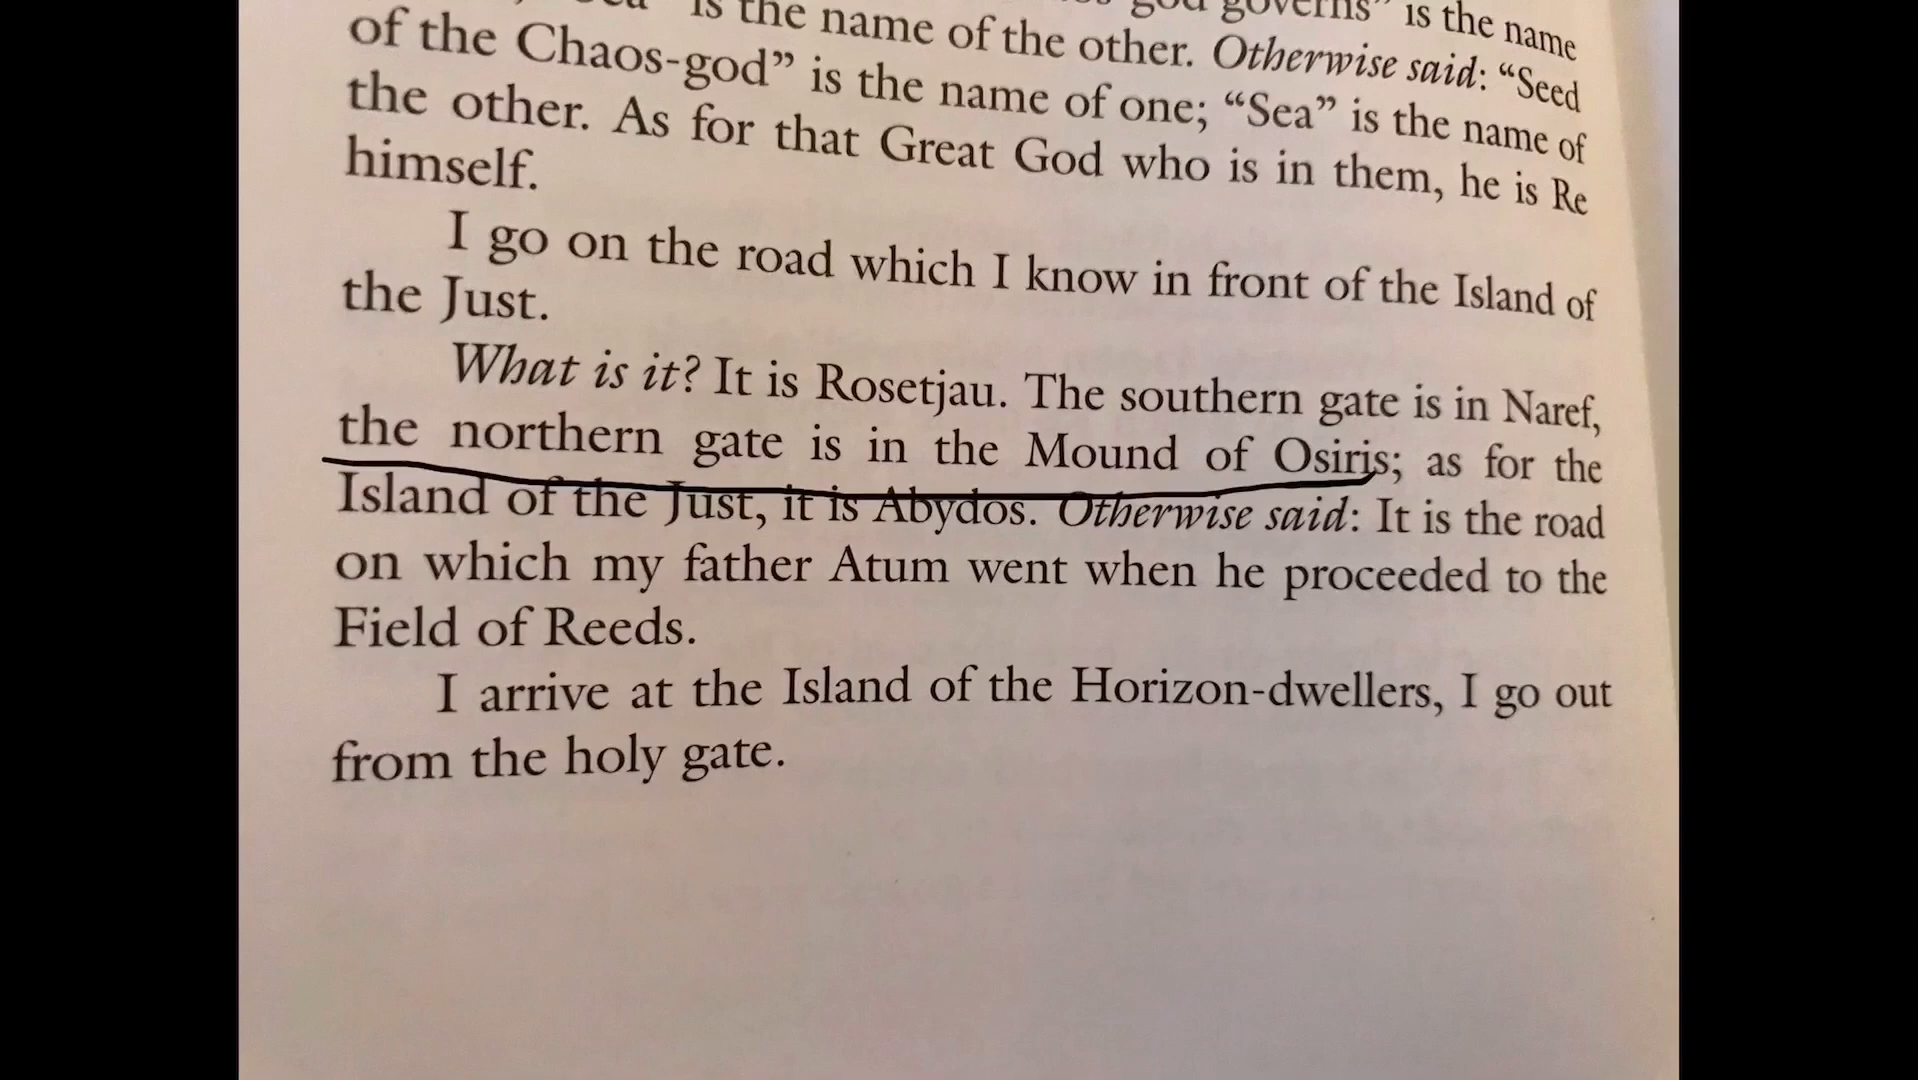 is the name of the other. Otherwise said: “Seed
god governs” is the name
of the Chaos-god” is the name of one; “Sea” is the name of
the other. As for that Great God who is in them, he is Re
himself.
I go on the road which I know in front of the Island of
the Just.
What is it? It is Rosetjau. The southern gate is in Naref,
the northern gate is in the Mound of Osiris; as for the
Island of the Just, it is Abydos. Otherwise said: It is the road
on which my father Atum went when he proceeded to the
Field of Reeds.
I arrive at the Island of the Horizon-dwellers, I go out
from the holy gate.